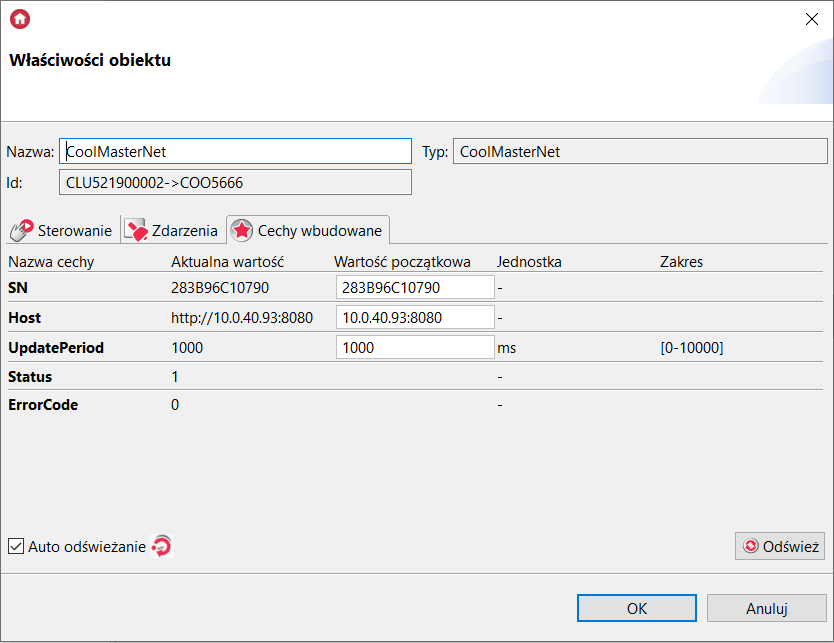 Właściwości obiektu
Nazwa: CoolMasterNet Typ: CoolMasterNet
Id: CLU521900002->COO5666
Sterowanie Zdarzenia Cechy wbudowane
Nazwa cechy Aktualna wartość Wartość początkowa Jednostka Zakres
SN 283B96C10790 283B96C10790 -
Host http://10.0.40.93:8080 10.0.40.93:8080 -
UpdatePeriod 1000 1000 ms [0-10000]
Status 1 -
ErrorCode 0 -
Auto odświeżanie Odśwież
OK Anuluj